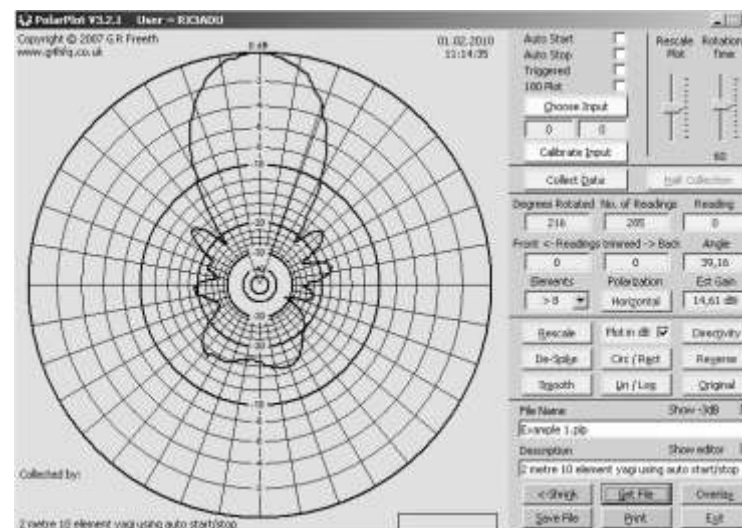 PolarPlot V3.2.1 User = R3GADU
Copyright © 2007 G.R Freeth
www.g4hfq.co.uk
0 dB
01.02.2010
11:14:35
Auto Start
Auto Stop
Triggered
100 Plot
Choose Input
0 0
Calibrate Input
Rescale Plot
Rotation Time
60
Collect Data
Halt Collection
Degrees Rotated No. of Readings Reading
216 205 0
Front <- Readings trimmed -> Back Angle
0 0 39,16
Elements Polarization Est Gain
>8 Horizontal 14,61 dB
Rescale Plot in dB Directivity
De-Spike Circ / Rect Reverse
Smooth Lin / Log Original
File Name Show -3dB
Example 1.plp
Description Show editor
2 metre 10 element yagi using auto start/stop
<-Shrink Get File Overlay
Save File Print Exit
Collected by:
2 metre 10 element yagi using auto start/stop